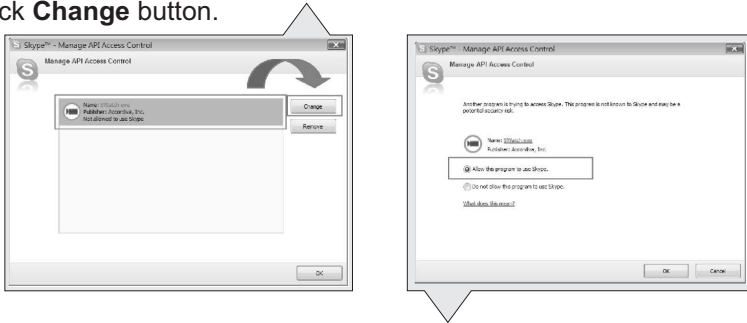 ck Change button.
Skype™ - Manage API Access Control
Manage API Access Control
Name:
Publisher: Accordiva, Inc.
Not allowed to use Skype
Change
Remove
OK
Skype™ - Manage API Access Control
Manage API Access Control
Another program is trying to access Skype. This program is not known to Skype and may be a
potential security risk.
Name:
Publisher: Accordiva, Inc.
Allow this program to use Skype.
Do not allow this program to use Skype.
What does this mean?
OK
Cancel